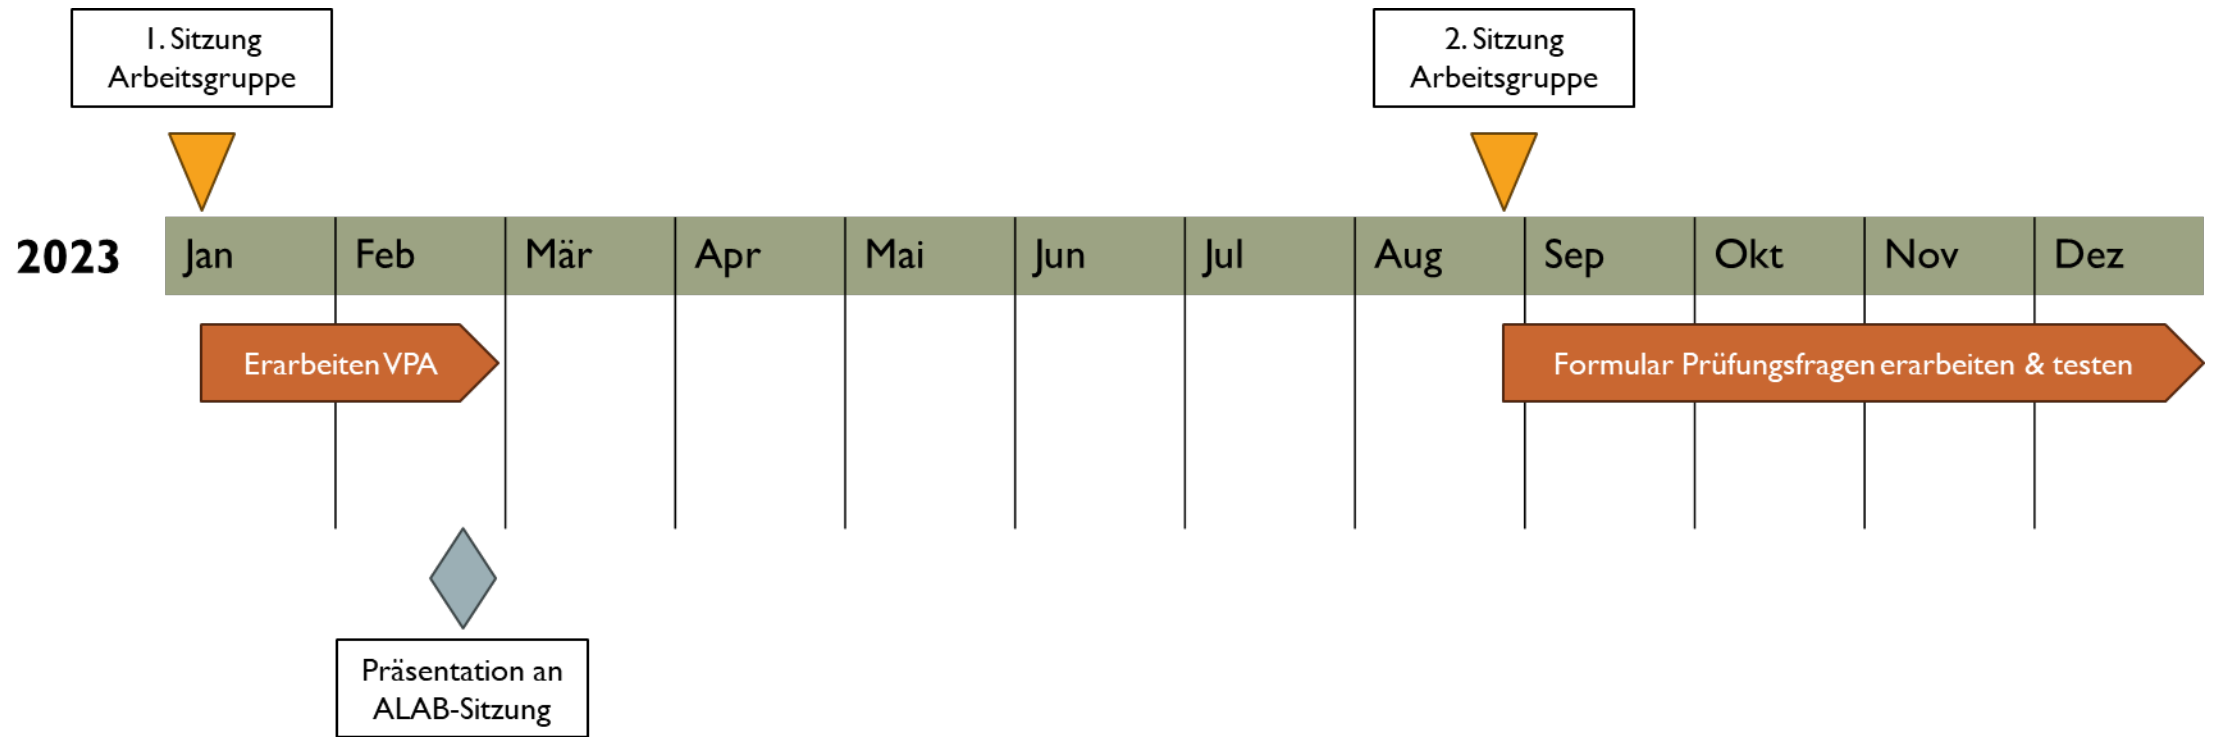 1. Sitzung
Arbeitsgruppe
2. Sitzung
Arbeitsgruppe
2023
Jan
Feb
Mär
Apr
Mai
Jun
Jul
Aug
Sep
Okt
Nov
Dez
Erarbeiten VPA
Formular Prüfungsfragen erarbeiten & testen
Präsentation an
ALAB-Sitzung